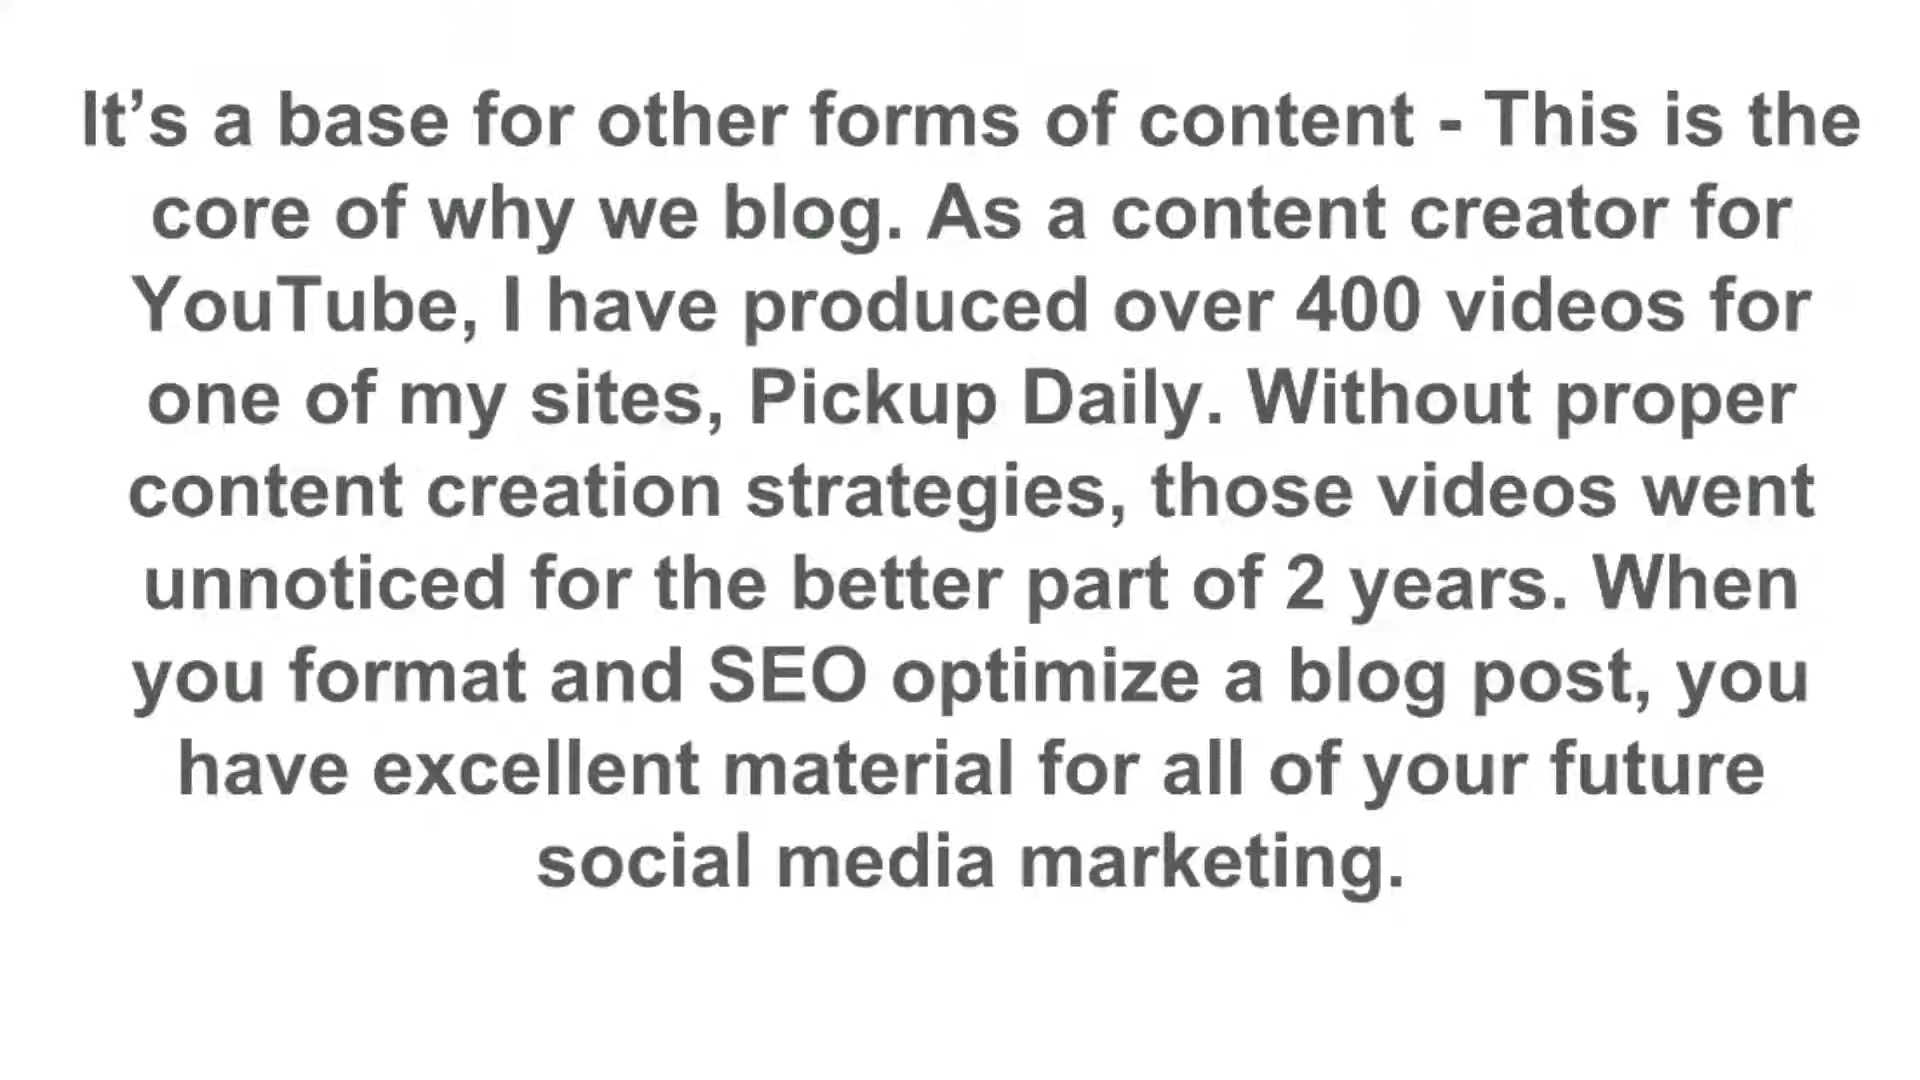 It’s a base for other forms of content - This is the
core of why we blog. As a content creator for
YouTube, I have produced over 400 videos for
one of my sites, Pickup Daily. Without proper
content creation strategies, those videos went
unnoticed for the better part of 2 years. When
you format and SEO optimize a blog post, you
have excellent material for all of your future
social media marketing.